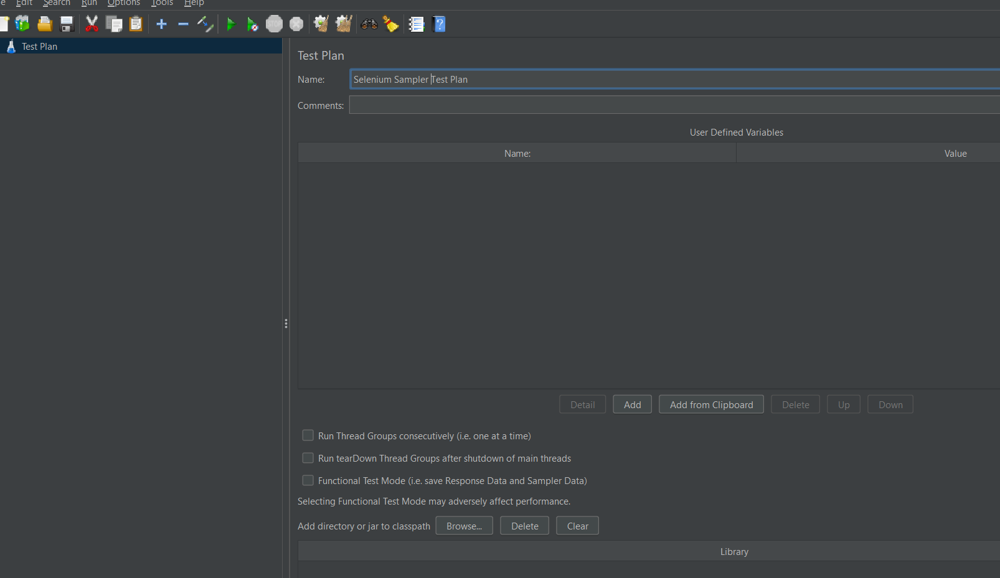 Edit Search Run Options Tools Help
Test Plan
Test Plan
Name: Selenium Sampler Test Plan
Comments:
User Defined Variables
Name: Value
Detail Add Add from Clipboard Delete Up Down
Run Thread Groups consecutively (i.e. one at a time)
Run tearDown Thread Groups after shutdown of main threads
Functional Test Mode (i.e. save Response Data and Sampler Data)
Selecting Functional Test Mode may adversely affect performance.
Add directory or jar to classpath Browse... Delete Clear
Library